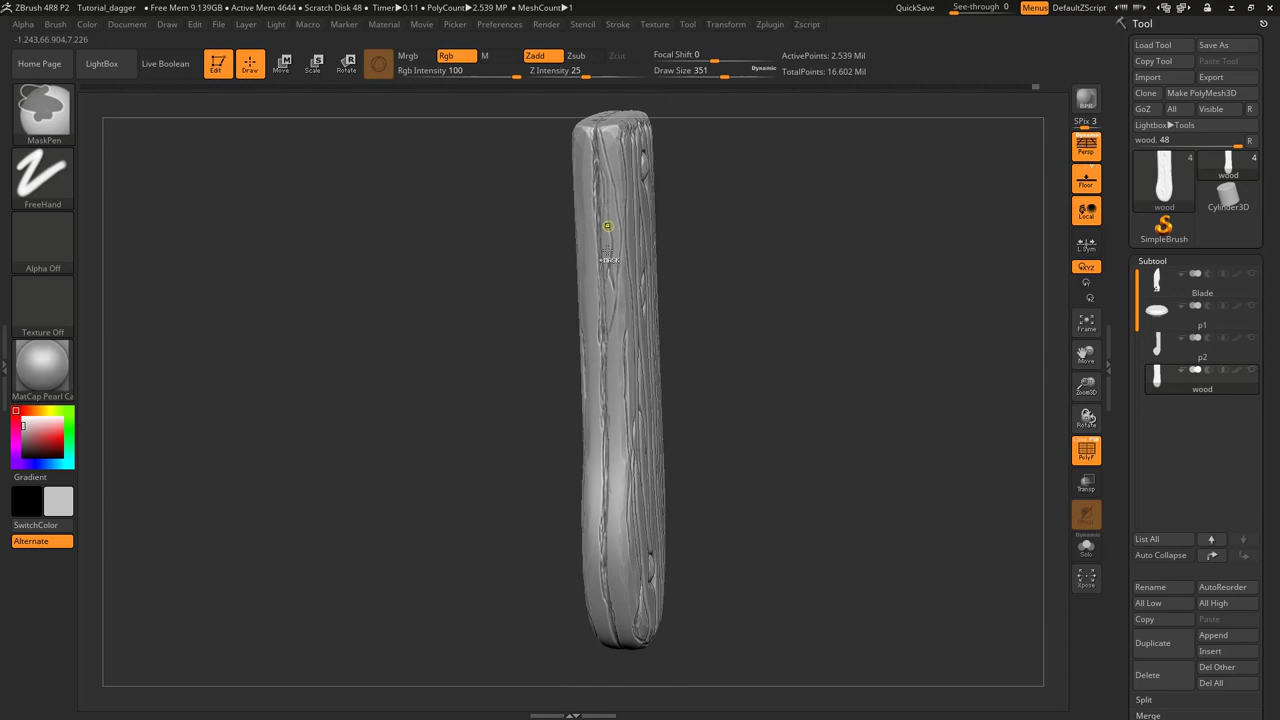 ZBrush 4R8 P2 Tutorial_dagger • Free Mem 9.139GB • Active Mem 4644 • Scratch Disk 48 • Timer▶0.11 • PolyCount▶2.539 MP • MeshCount▶1 QuickSave See-through 0 Menus DefaultZScript
Alpha Brush Color Document Draw Edit File Layer Light Macro Marker Material Movie Picker Preferences Render Stencil Stroke Texture Tool Transform Zplugin Zscript
-1.243,66.904,7.226
Home Page LightBox Live Boolean Edit Draw Move Scale Rotate
Mrgb Rgb M Zadd Zsub Zcut
Rgb Intensity 100 Z Intensity 25
Focal Shift 0
Draw Size 351 Dynamic
ActivePoints: 2.539 Mil
TotalPoints: 16.602 Mil
MaskPen
FreeHand
Alpha Off
Texture Off
MatCap Pearl Ca
Gradient
SwitchColor
Alternate
BPR
SPix 3
Dynamic
Persp
Floor
Local
L.Sym
XYZ
Frame
Move
Zoom3D
Rotate
PolyF
Transp
Dynamic
Solo
Xpose
Tool
Load Tool Save As
Copy Tool Paste Tool
Import Export
Clone Make PolyMesh3D
GoZ All Visible R
Lightbox▶Tools
wood. 48 R
4 4
wood
wood Cylinder3D
SimpleBrush
Subtool
Blade
p1
p2
wood
List All
Auto Collapse
Rename AutoReorder
All Low All High
Copy Paste
Duplicate Append
Insert
Delete Del Other
Del All
Split
Merge